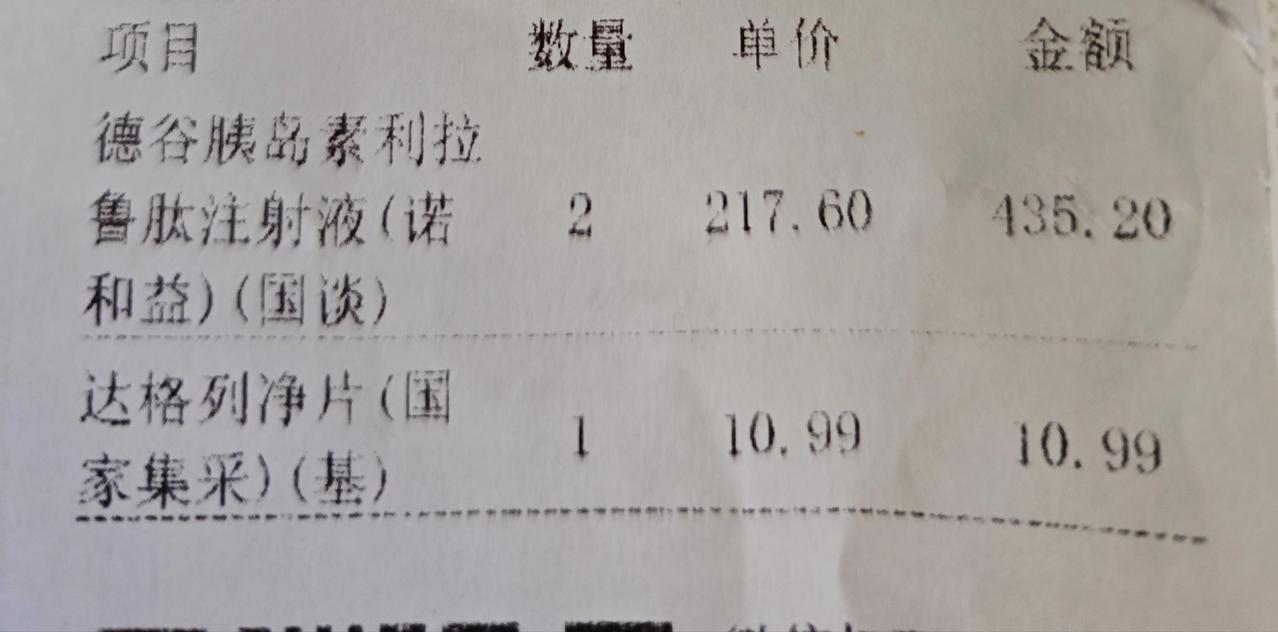 项目 数量 单价 金额
德谷胰岛素利拉
鲁肽注射液(诺 2 217.60 435.20
和益)(国谈)
达格列净片(国
家集采)(基) 1 10.99 10.99